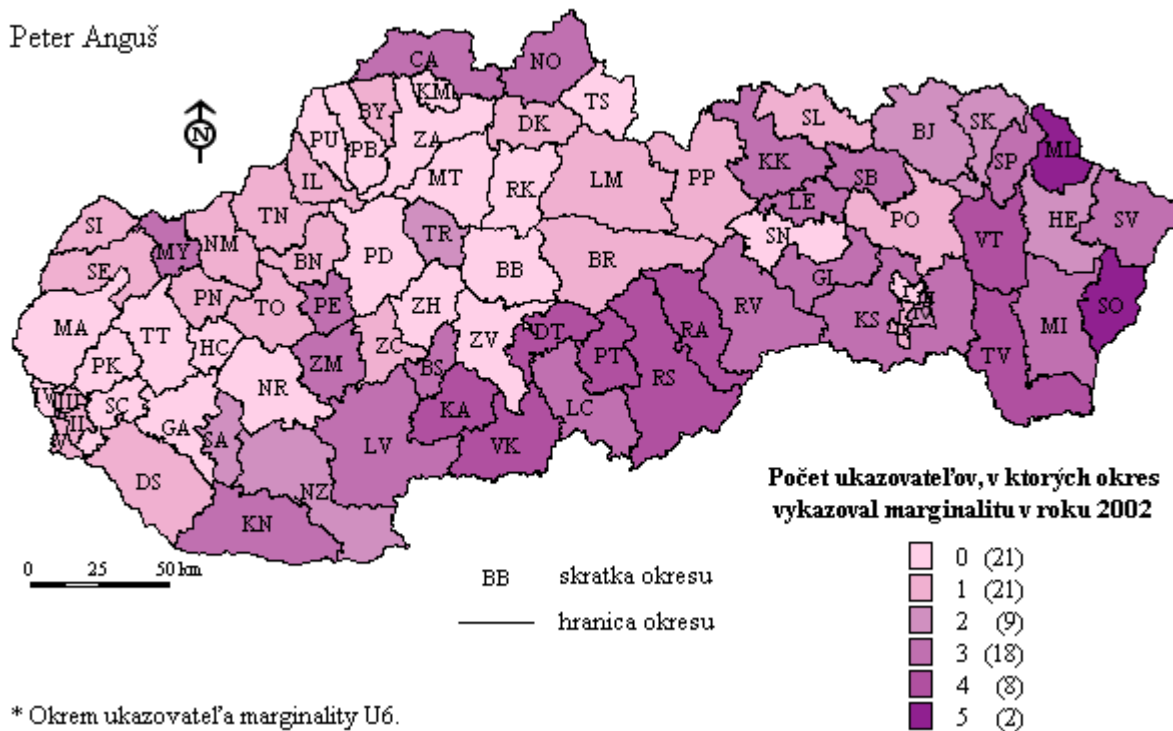 Peter Anguš
CA
NO
KM
TS
BY
PU
PB
ZA
DK
SL
BJ
SK
SP
ML
N
IL
MT
RK
LM
PP
KK
SB
LE
TN
SI
MY
NM
TR
PO
HE
SV
SN
VT
SE
BN
PD
BB
BR
PN
TO
PE
ZH
GL
RV
KS
SO
MA
TT
HC
ZM
ZC
ZV
DT
RA
MI
PK
BS
PT
TV
NR
RS
IV
III
SC
II
V
GA
SA
KA
LC
LV
VK
DS
NZ
KN
Počet ukazovateľov, v ktorých okres
vykazoval marginalitu v roku 2002
0 (21)
1 (21)
2 (9)
3 (18)
4 (8)
5 (2)
0 25 50 km
BB skratka okresu
hranica okresu
* Okrem ukazovateľa marginality U6.